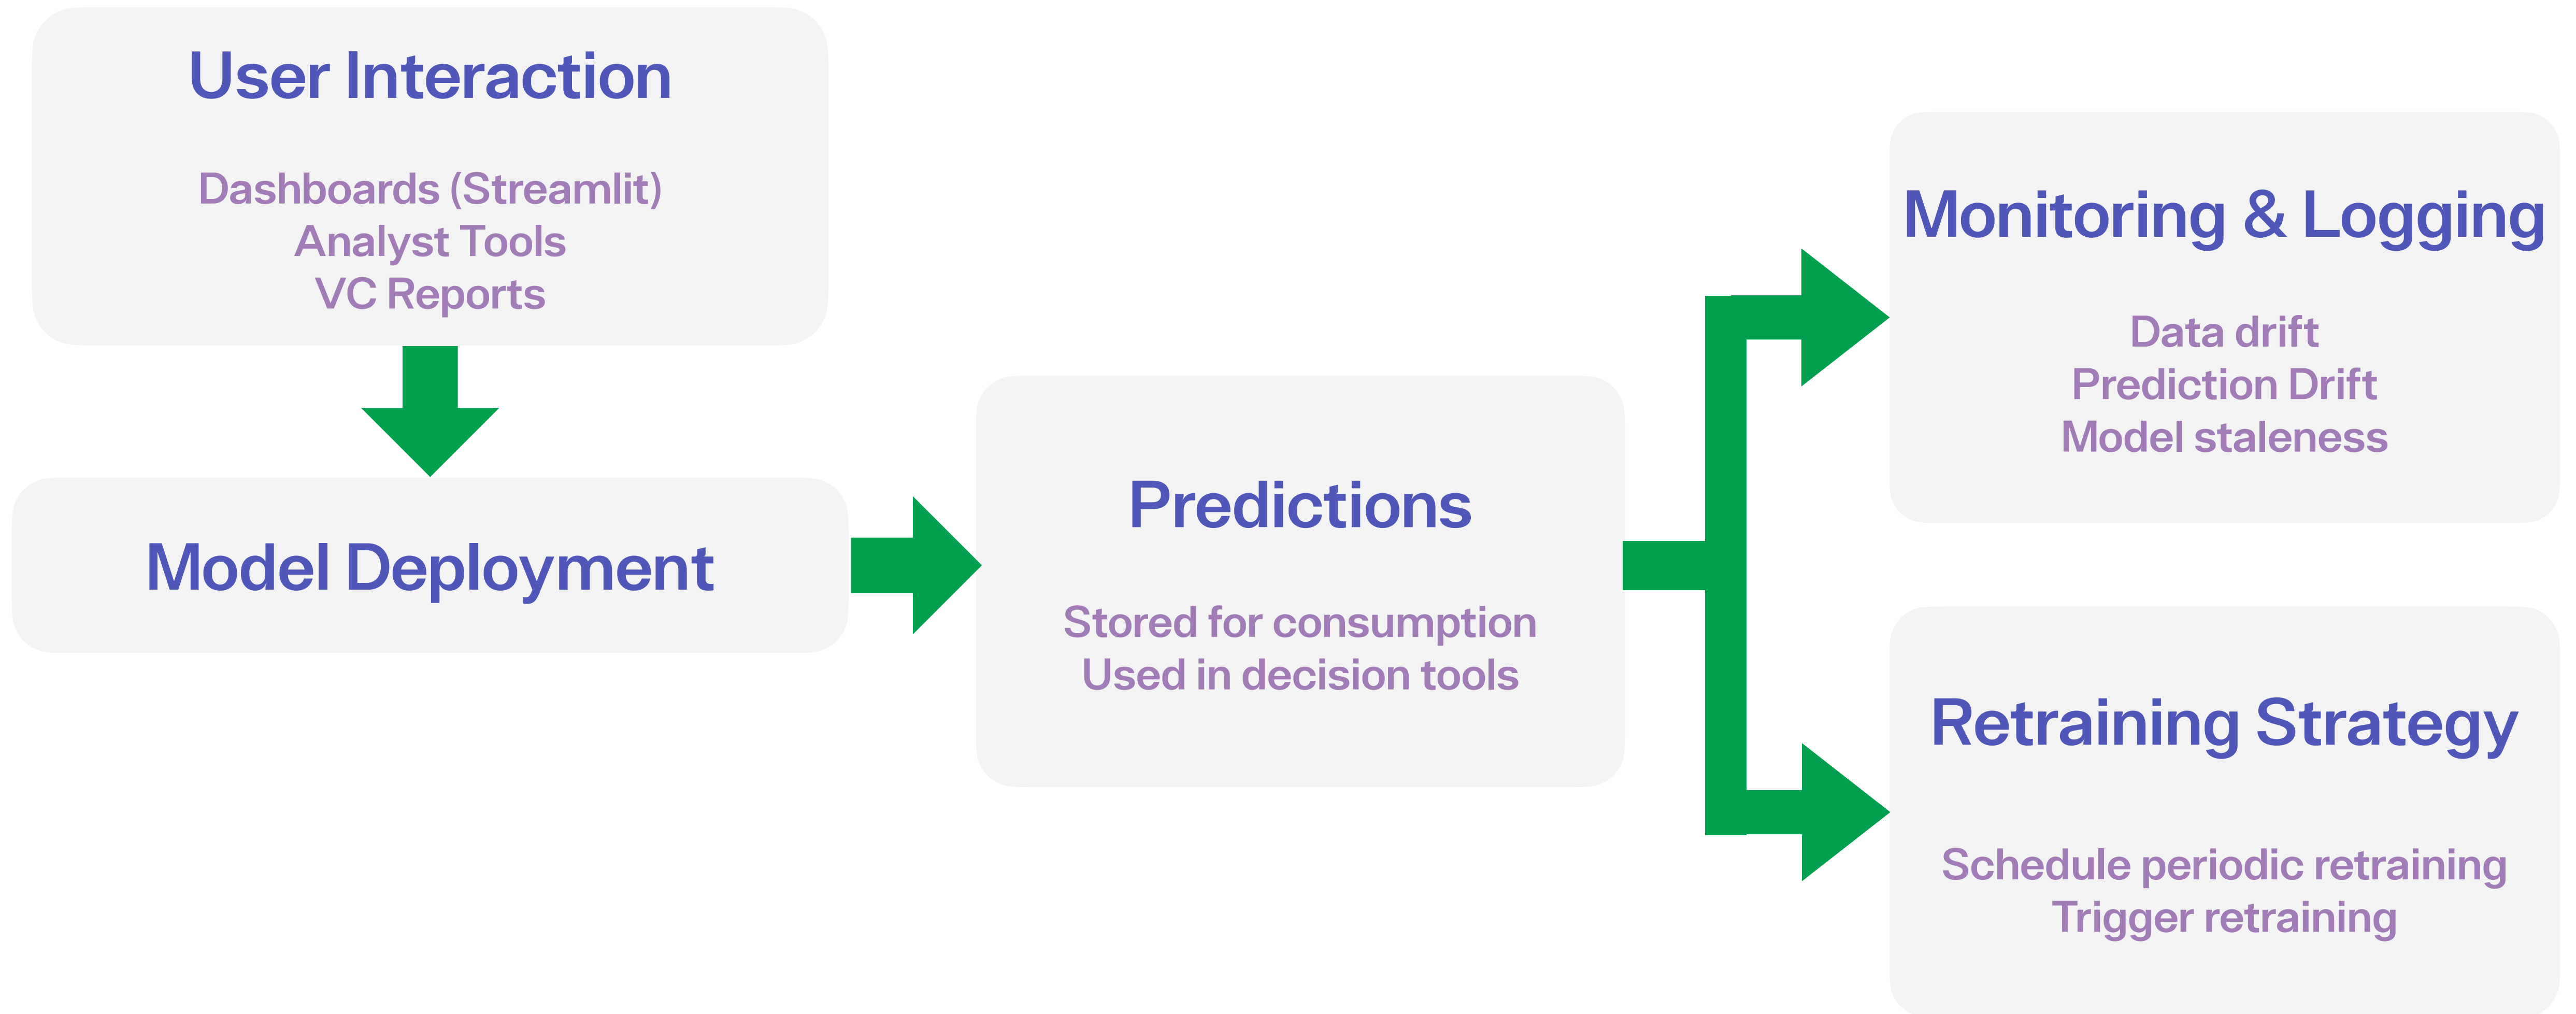 User Interaction
Dashboards (Streamlit)
Analyst Tools
VC Reports
Model Deployment
Predictions
Stored for consumption
Used in decision tools
Monitoring & Logging
Data drift
Prediction Drift
Model staleness
Retraining Strategy
Schedule periodic retraining
Trigger retraining